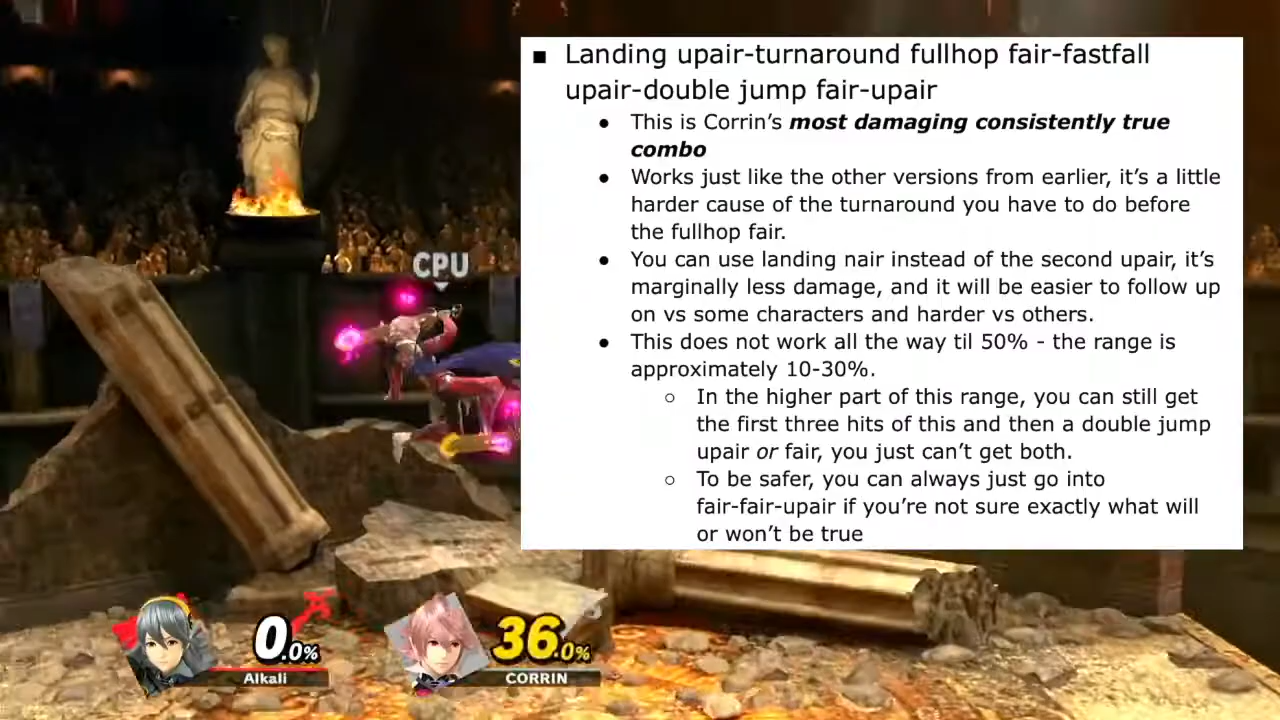 ■ Landing upair-turnaround fullhop fair-fastfall
upair-double jump fair-upair
● This is Corrin’s most damaging consistently true
combo
● Works just like the other versions from earlier, it’s a little
harder cause of the turnaround you have to do before
the fullhop fair.
● You can use landing nair instead of the second upair, it’s
marginally less damage, and it will be easier to follow up
on vs some characters and harder vs others.
● This does not work all the way til 50% - the range is
approximately 10-30%.
○ In the higher part of this range, you can still get
the first three hits of this and then a double jump
upair or fair, you just can’t get both.
○ To be safer, you can always just go into
fair-fair-upair if you’re not sure exactly what will
or won’t be true
CPU
0.0%
Alkali
36.0%
CORRIN